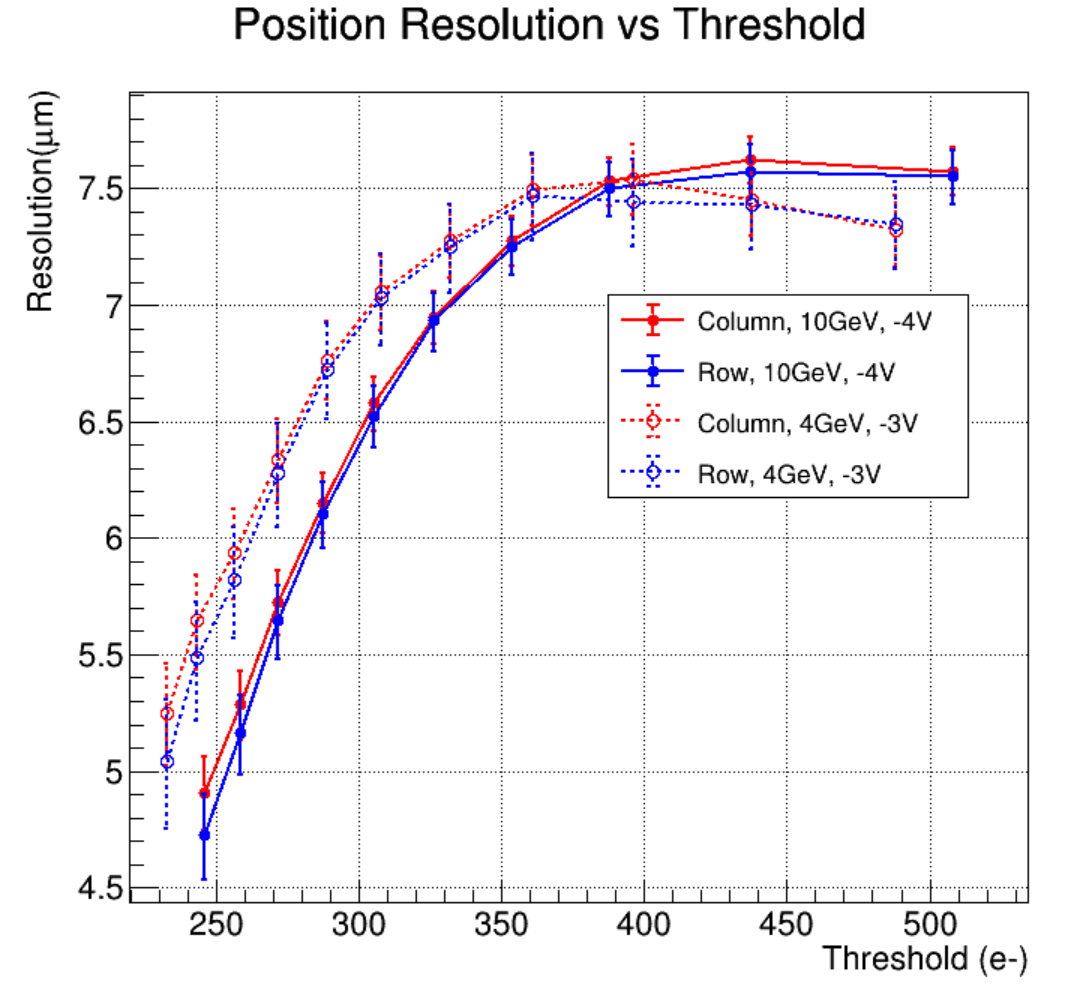 Position Resolution vs Threshold
Resolution(μm)
7.5
7
6.5
6
5.5
5
4.5
Column, 10GeV, -4V
Row, 10GeV, -4V
Column, 4GeV, -3V
Row, 4GeV, -3V
250 300 350 400 450 500
Threshold (e-)